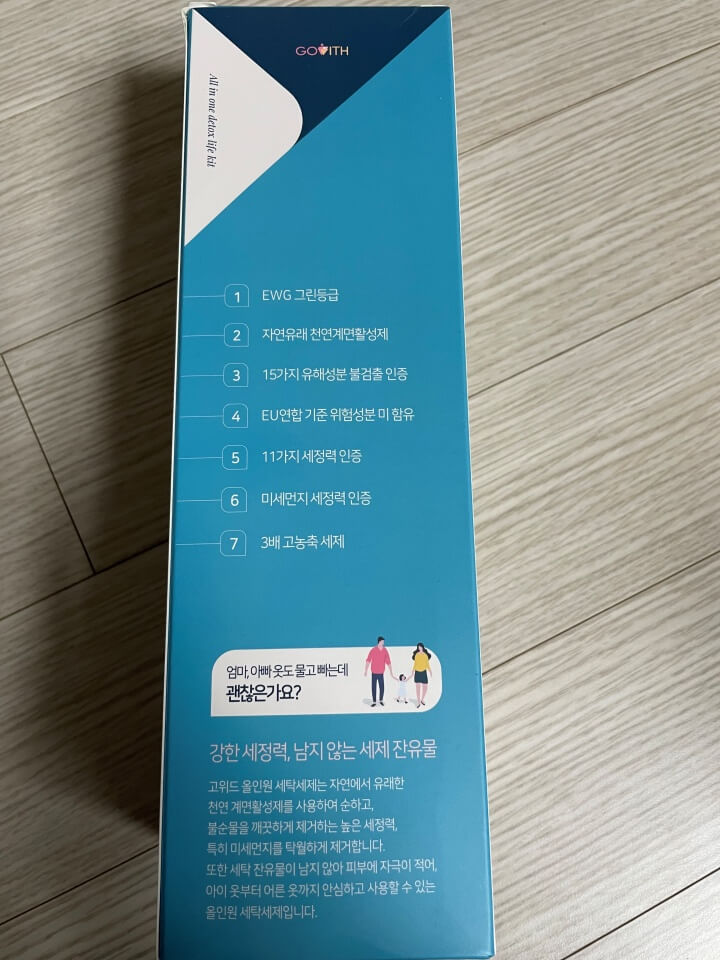 GOWITH
All in one detox life kit
1 EWG 그린등급
2 자연유래 천연계면활성제
3 15가지 유해성분 불검출 인증
4 EU연합 기준 위험성분 미 함유
5 11가지 세정력 인증
6 미세먼지 세정력 인증
7 3배 고농축 세제
엄마, 아빠 옷도 물고 빠는데
괜찮은가요?
강한 세정력, 남지 않는 세제 잔유물
고위드 올인원 세탁세제는 자연에서 유래한
천연 계면활성제를 사용하여 순하고,
불순물을 깨끗하게 제거하는 높은 세정력,
특히 미세먼지를 탁월하게 제거합니다.
또한 세탁 잔유물이 남지 않아 피부에 자극이 적어,
아이 옷부터 어른 옷까지 안심하고 사용할 수 있는
올인원 세탁세제입니다.